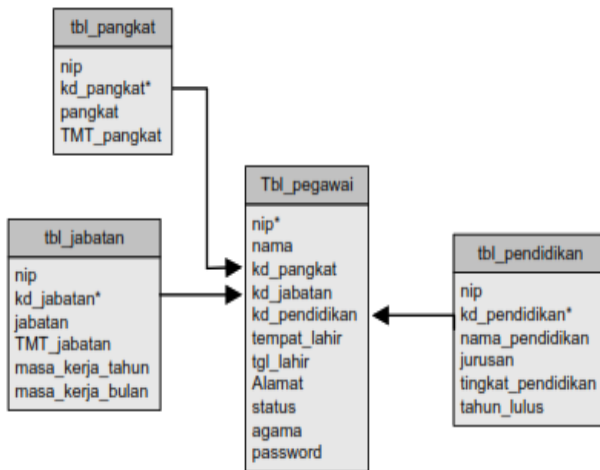 tbl_pangkat
nip
kd_pangkat*
pangkat
TMT_pangkat
tbl_jabatan
nip
kd_jabatan*
jabatan
TMT_jabatan
masa_kerja_tahun
masa_kerja_bulan
Tbl_pegawai
nip*
nama
kd_pangkat
kd_jabatan
kd_pendidikan
tempat_lahir
tgl_lahir
Alamat
status
agama
password
tbl_pendidikan
nip
kd_pendidikan*
nama_pendidikan
jurusan
tingkat_pendidikan
tahun_lulus